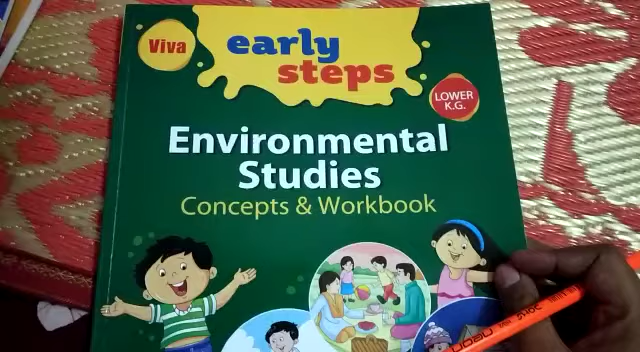 Viva
early
steps
LOWER
K.G.
Environmental
Studies
Concepts & Workbook